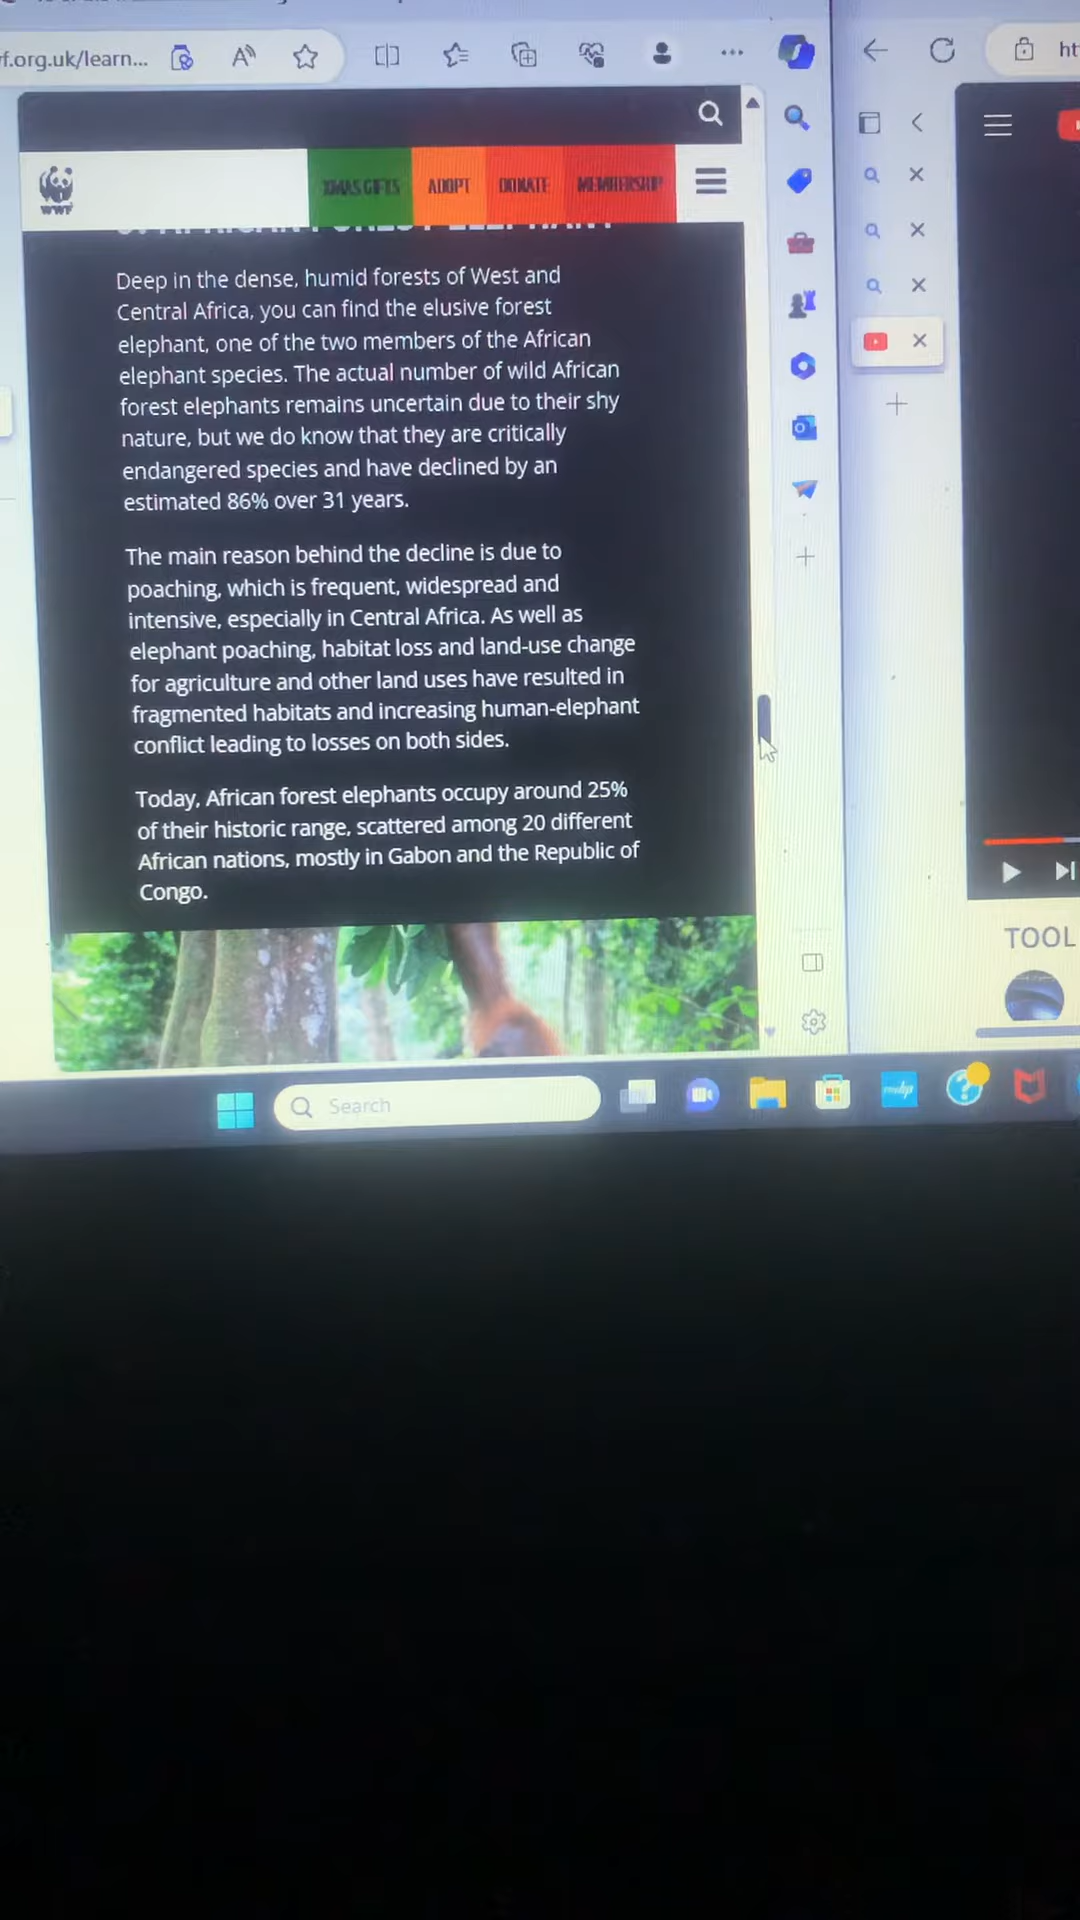 f.org.uk/learn...
ht
WWF
XMAS GIFTS
ADOPT
DONATE
MEMBERSHIP
AFRICAN FOREST ELEPHANT
Deep in the dense, humid forests of West and
Central Africa, you can find the elusive forest
elephant, one of the two members of the African
elephant species. The actual number of wild African
forest elephants remains uncertain due to their shy
nature, but we do know that they are critically
endangered species and have declined by an
estimated 86% over 31 years.
The main reason behind the decline is due to
poaching, which is frequent, widespread and
intensive, especially in Central Africa. As well as
elephant poaching, habitat loss and land-use change
for agriculture and other land uses have resulted in
fragmented habitats and increasing human-elephant
conflict leading to losses on both sides.
Today, African forest elephants occupy around 25%
of their historic range, scattered among 20 different
African nations, mostly in Gabon and the Republic of
Congo.
TOOL
Search